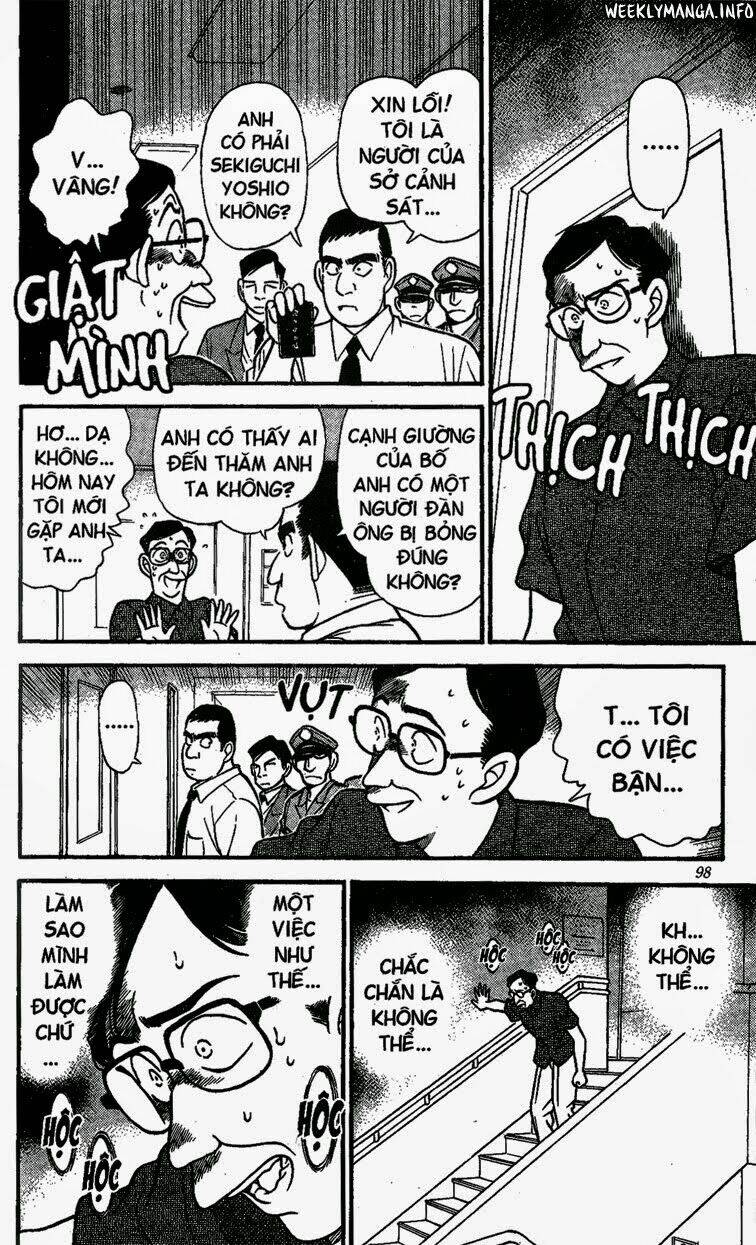 WEEKLYMANGA.INFO
.....
THỊCH
THỊCH
XIN LỖI!
TÔI LÀ
NGƯỜI CỦA
SỞ CẢNH
SÁT...
ANH
CÓ PHẢI
SEKIGUCHI
YOSHIO
KHÔNG?
V...
VÂNG!
GIẬT
MÌNH
CẠNH GIƯỜNG
CỦA BỐ
ANH CÓ MỘT
NGƯỜI ĐÀN
ÔNG BỊ BỎNG
ĐÚNG
KHÔNG?
ANH CÓ THẤY AI
ĐẾN THĂM ANH
TA KHÔNG?
HƠ... DẠ
KHÔNG...
HÔM NAY
TÔI MỚI
GẶP ANH
TA...
T... TÔI
CÓ VIỆC
BẬN...
VỤT
.....
98
KH...
KHÔNG
THỂ...
HỘC
HỘC
HỘC
CHẮC
CHẮN LÀ
KHÔNG
THỂ...
MỘT
VIỆC
NHƯ
THẾ...
LÀM
SAO
MÌNH
LÀM
ĐƯỢC
CHỨ
...
HỘC
HỘC
HỘC